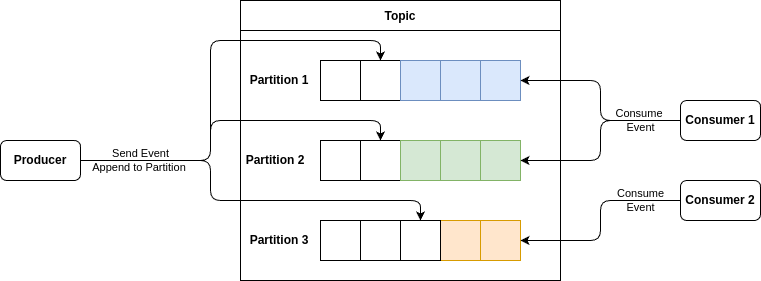 Topic
Partition 1
Producer
Send Event
Append to Partition
Partition 2
Partition 3
Consume
Event
Consumer 1
Consume
Event
Consumer 2